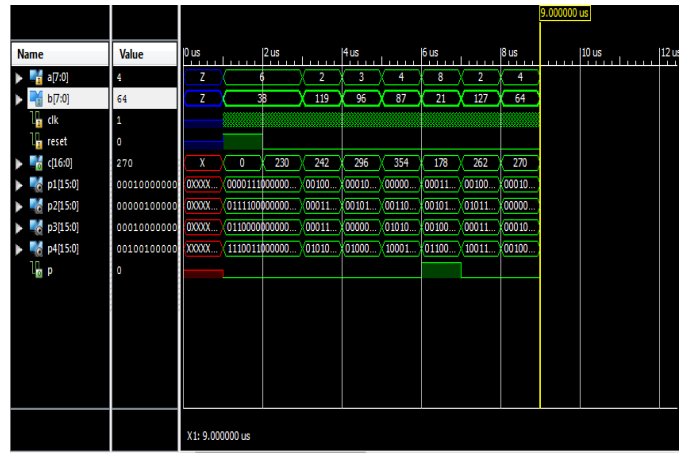 9.000000 us
Name Value 0 us 2 us 4 us 6 us 8 us 10 us 12 us
a[7:0] 4 Z 6 2 3 4 8 2 4
b[7:0] 64 Z 38 119 96 87 21 127 64
clk 1
reset 0
c[16:0] 270 X 0 230 242 296 354 178 262 270
p1[15:0] 00010000000 0XXXX... 0000111000000... 00100... 00010... 00000... 00011... 00100... 00010...
p2[15:0] 00000100000 0XXXX... 0111100000000... 00011... 00101... 00110... 00101... 01011... 00000...
p3[15:0] 00010000000 0XXXX... 0110000000000... 00011... 00000... 01010... 00100... 00011... 00010...
p4[15:0] 00100100000 XXXXX... 1110011000000... 01010... 01000... 10001... 01100... 10011... 00100...
p 0
X1: 9.000000 us